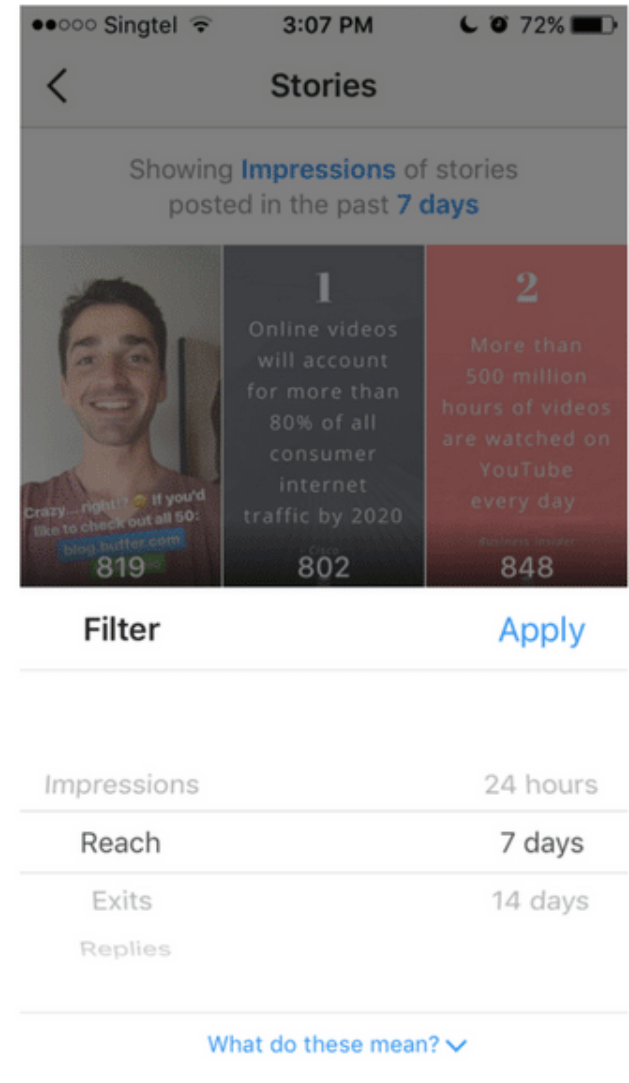 Singtel 3:07 PM 72%
Stories
Showing Impressions of stories
posted in the past 7 days
Crazy... right!? 😳 If you'd
like to check out all 50:
blog.buffer.com
819
1
Online videos
will account
for more than
80% of all
consumer
internet
traffic by 2020
Cisco
802
2
More than
500 million
hours of videos
are watched on
YouTube
every day
Business Insider
848
Filter Apply
Impressions 24 hours
Reach 7 days
Exits 14 days
Replies
What do these mean?